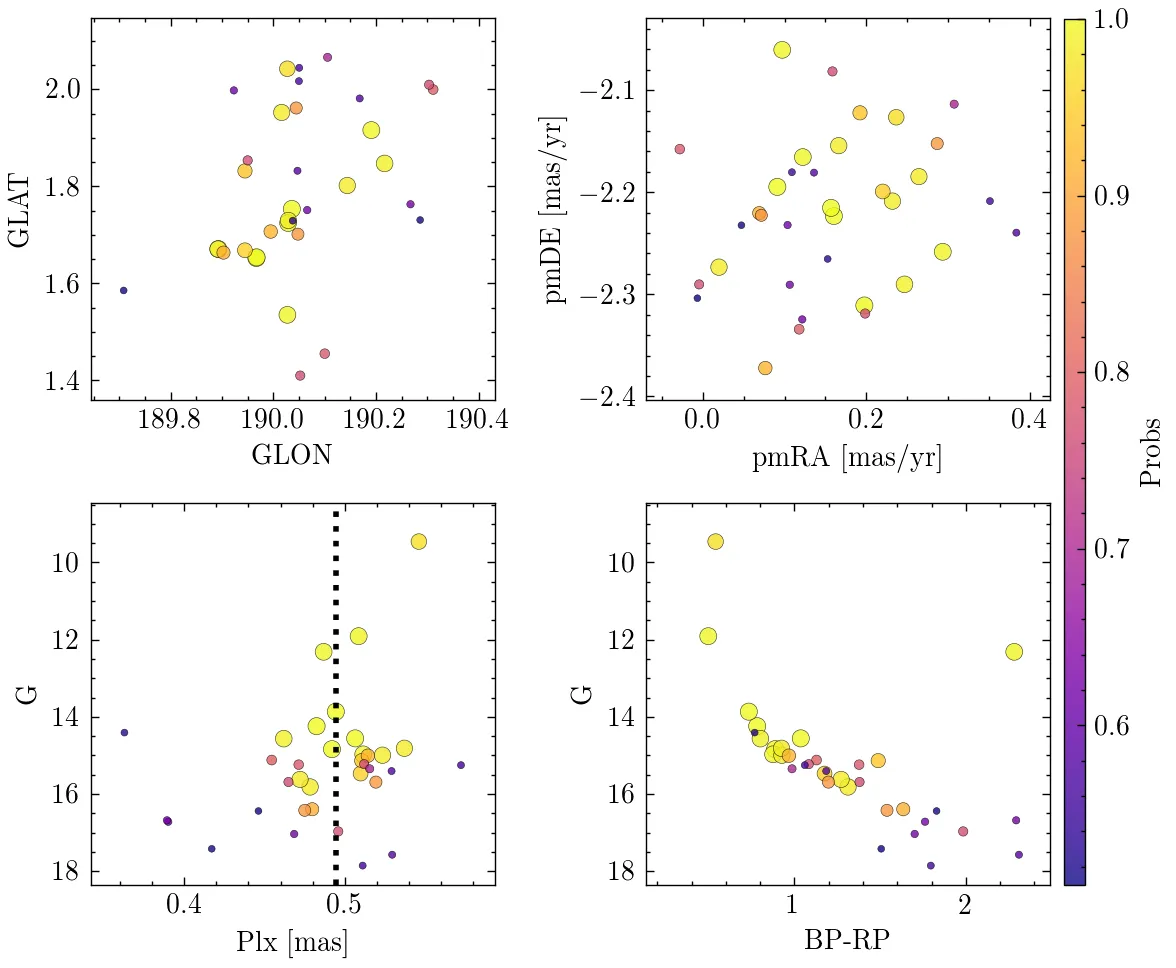 2.0
1.8
1.6
1.4
GLAT
189.8 190.0 190.2 190.4
GLON
−2.1
−2.2
−2.3
−2.4
pmDE [mas/yr]
0.0 0.2 0.4
pmRA [mas/yr]
10
12
14
16
18
G
0.4 0.5
Plx [mas]
10
12
14
16
18
G
1 2
BP-RP
1.0
0.9
0.8
0.7
0.6
Probs